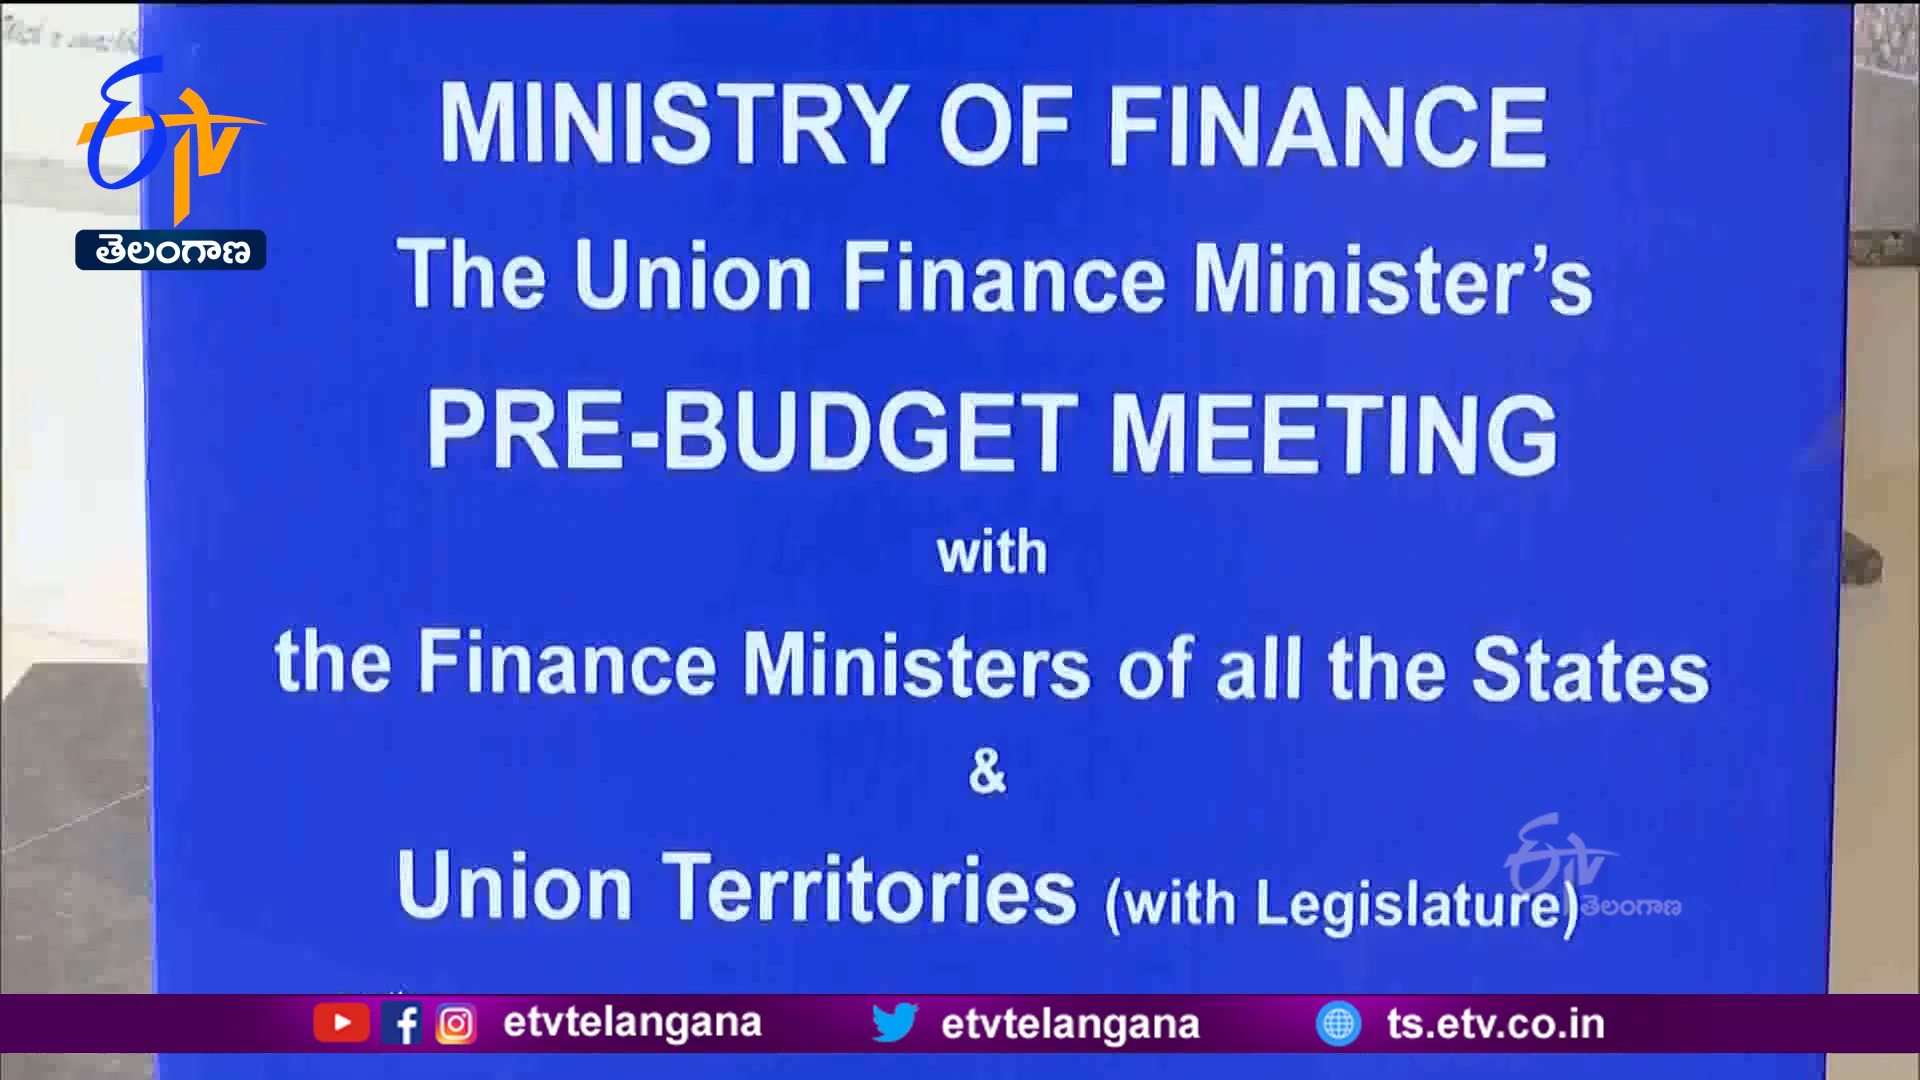 ETV
తెలంగాణ
MINISTRY OF FINANCE
The Union Finance Minister’s
PRE-BUDGET MEETING
with
the Finance Ministers of all the States
&
Union Territories (with Legislature)
ETV
తెలంగాణ
etvtelangana
etvtelangana
ts.etv.co.in